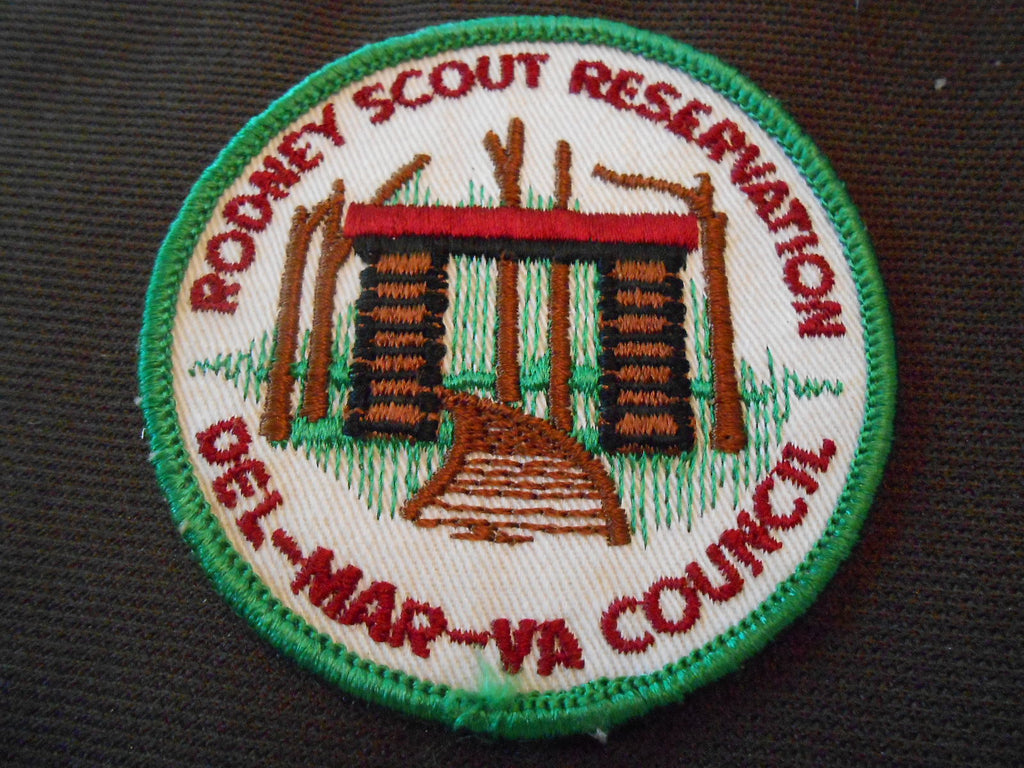 RODNEY SCOUT RESERVATION
DEL-MAR-VA COUNCIL